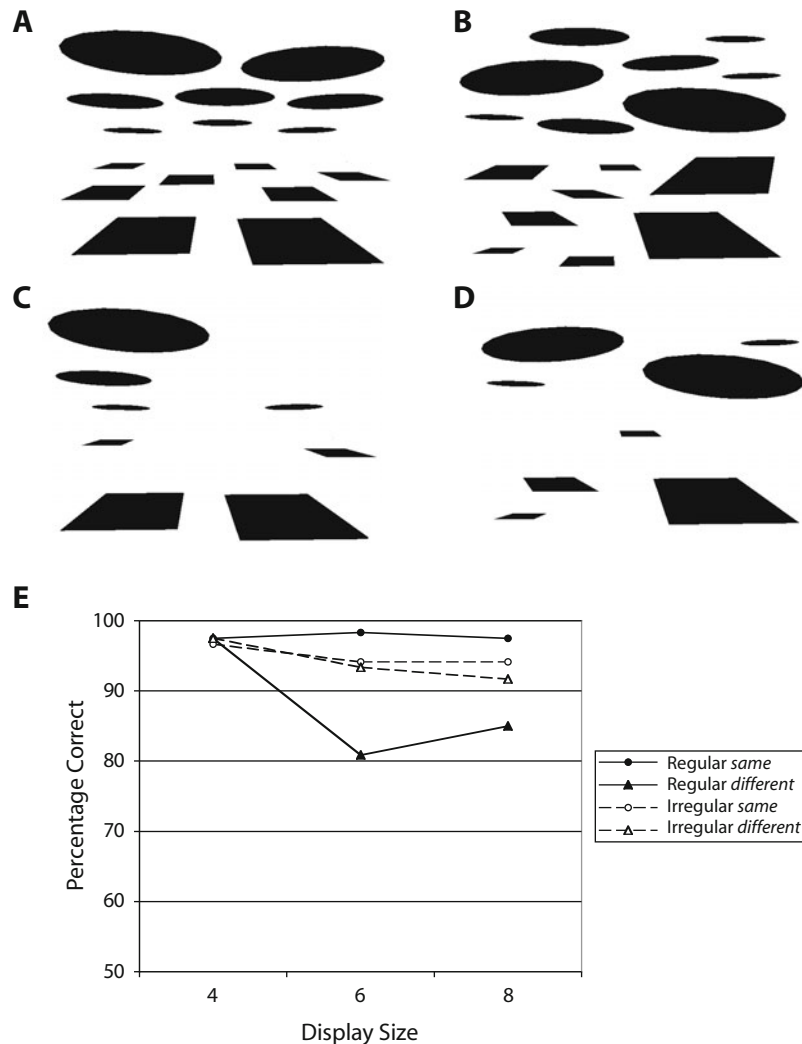 A
B
C
D
E
100
90
80
70
60
50
Percentage Correct
4
6
8
Display Size
Regular same
Regular different
Irregular same
Irregular different